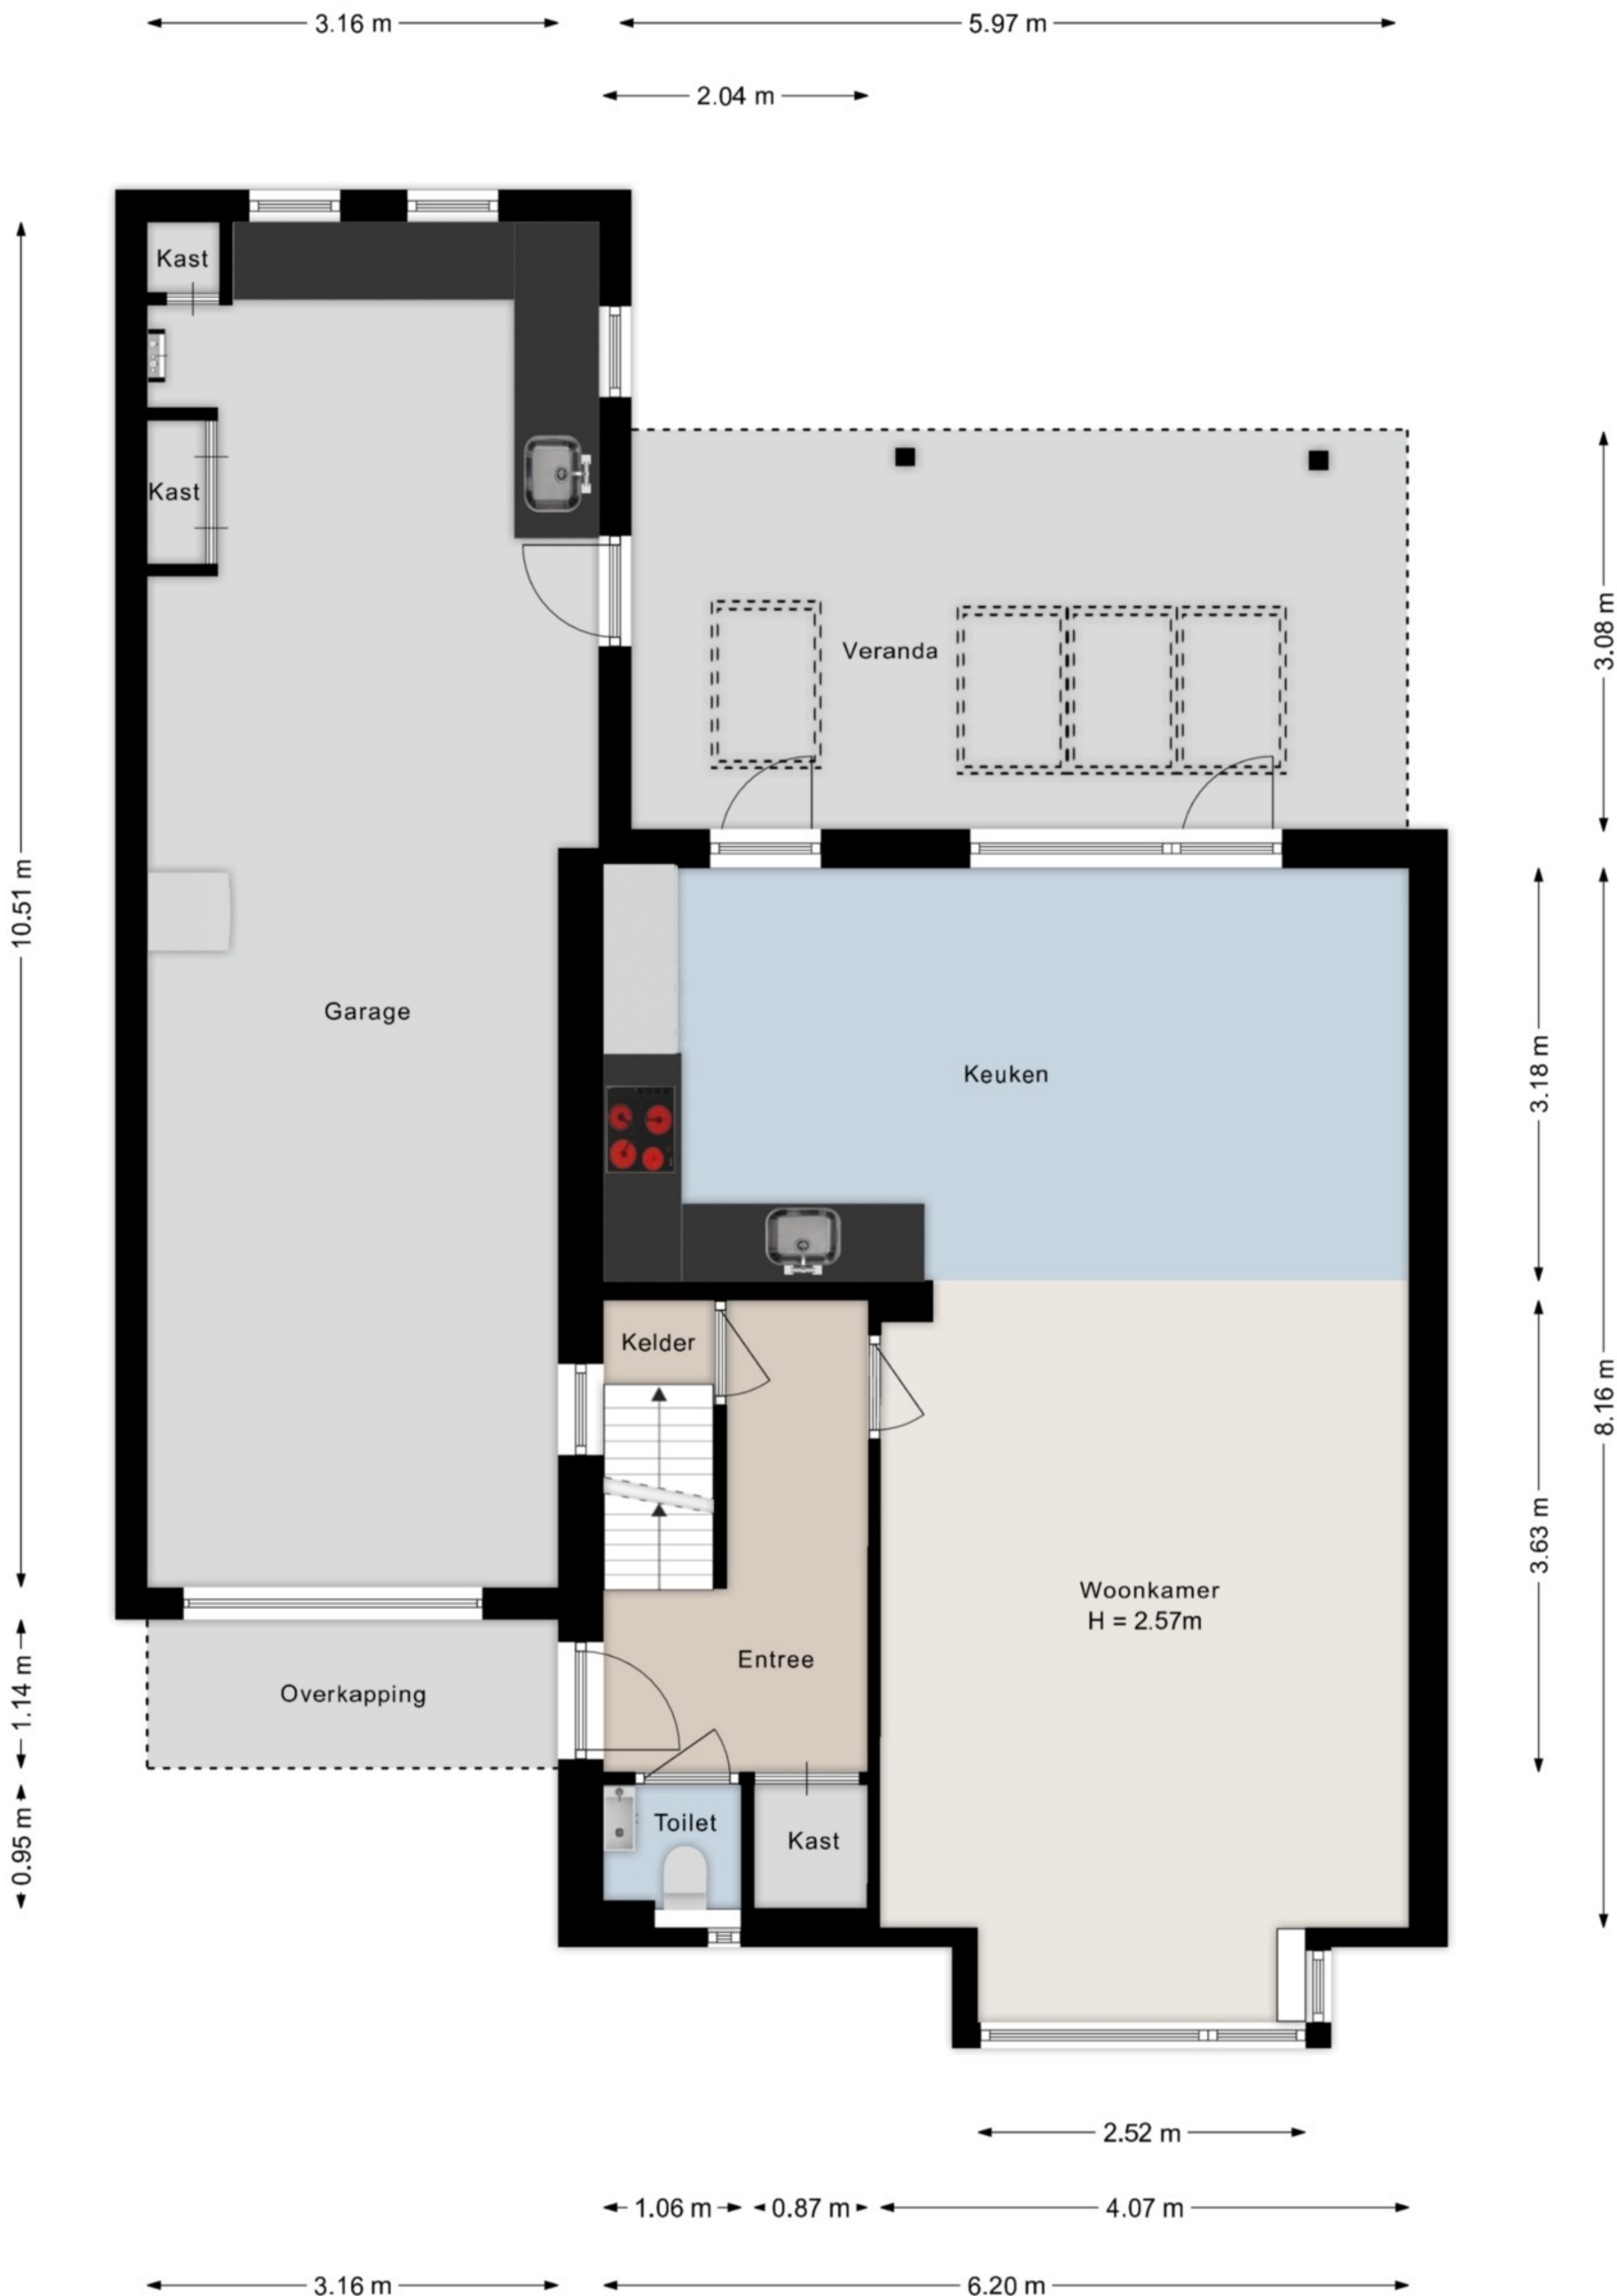 3.16 m
5.97 m
2.04 m
Kast
Kast
Veranda
3.08 m
10.51 m
Garage
Keuken
3.18 m
Kelder
8.16 m
3.63 m
Woonkamer
H = 2.57m
Entree
Overkapping
1.14 m
0.95 m
Toilet
Kast
2.52 m
1.06 m
0.87 m
4.07 m
3.16 m
6.20 m